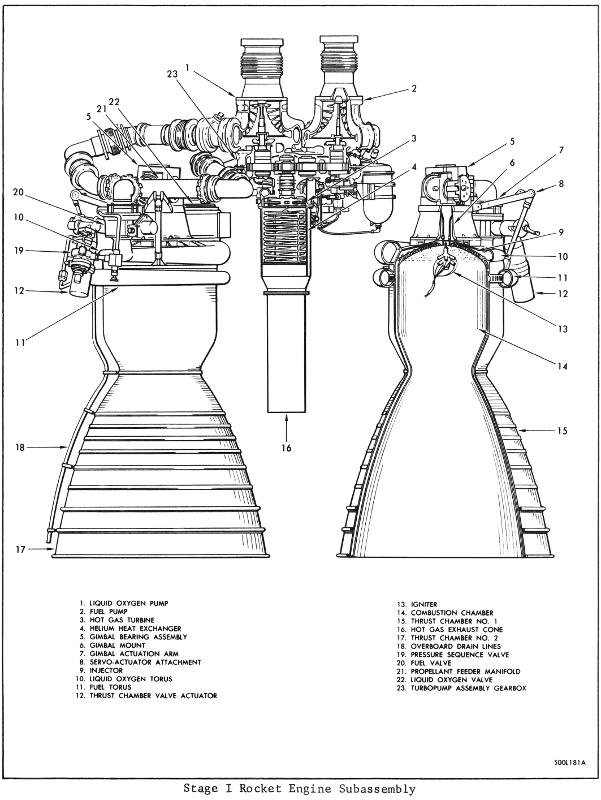 23
22
21
5
1
2
3
4
5
6
7
8
20
10
19
12
9
10
11
12
11
13
14
18
16
15
17
1. LIQUID OXYGEN PUMP
2. FUEL PUMP
3. HOT GAS TURBINE
4. HELIUM HEAT EXCHANGER
5. GIMBAL BEARING ASSEMBLY
6. GIMBAL MOUNT
7. GIMBAL ACTUATION ARM
8. SERVO-ACTUATOR ATTACHMENT
9. INJECTOR
10. LIQUID OXYGEN TORUS
11. FUEL TORUS
12. THRUST CHAMBER VALVE ACTUATOR
13. IGNITER
14. COMBUSTION CHAMBER
15. THRUST CHAMBER NO. 1
16. HOT GAS EXHAUST CONE
17. THRUST CHAMBER NO. 2
18. OVERBOARD DRAIN LINES
19. PRESSURE SEQUENCE VALVE
20. FUEL VALVE
21. PROPELLANT FEEDER MANIFOLD
22. LIQUID OXYGEN VALVE
23. TURBOPUMP ASSEMBLY GEARBOX
500L181A
Stage I Rocket Engine Subassembly